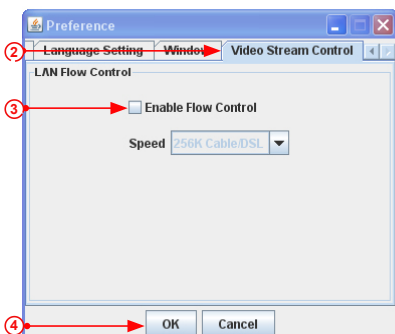 Preference
2 Language Setting Window Video Stream Control
LAN Flow Control
3 Enable Flow Control
Speed 256K Cable/DSL
4 OK Cancel